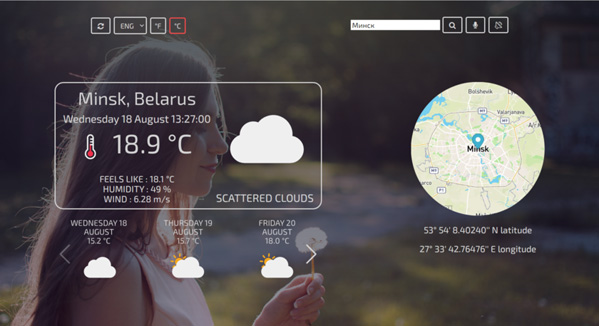 ENG
°F
°C
Минск
Minsk, Belarus
Wednesday 18 August 13:27:00
18.9 °C
FEELS LIKE : 18.1 °C
HUMIDITY : 49 %
WIND : 6.28 m/s
SCATTERED CLOUDS
WEDNESDAY 18
AUGUST
15.2 °C
THURSDAY 19
AUGUST
15.7 °C
FRIDAY 20
AUGUST
18.0 °C
Bolshevik
Valarjanava
M3
Minsk
53° 54' 8.40240'' N latitude
27° 33' 42.76476'' E longitude